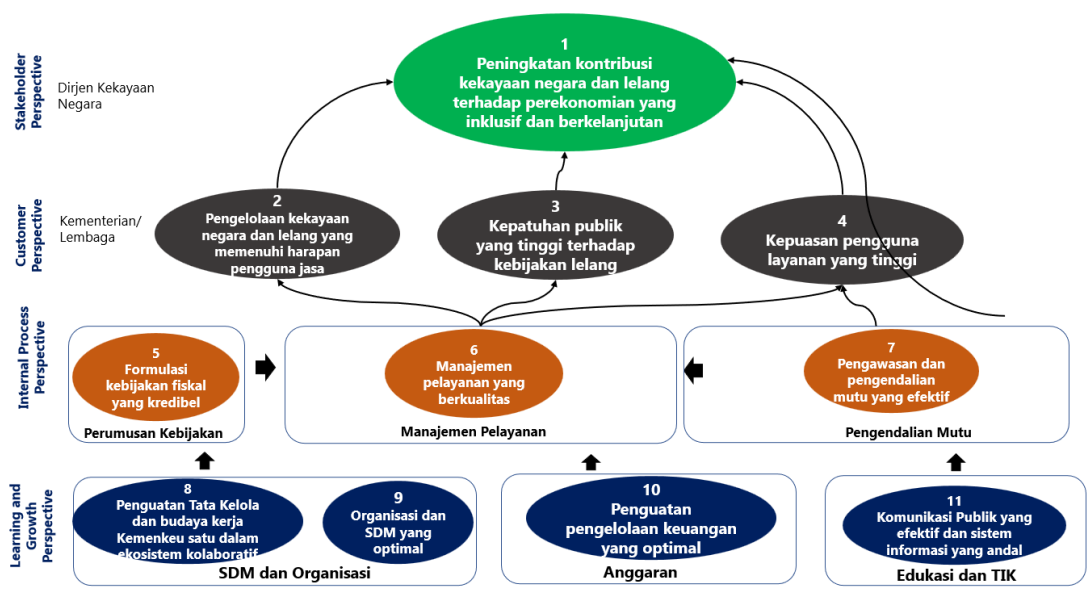 Stakeholder
Perspective
Dirjen Kekayaan
Negara
1
Peningkatan kontribusi
kekayaan negara dan lelang
terhadap perekonomian yang
inklusif dan berkelanjutan
Customer
Perspective
Kementerian/
Lembaga
2
Pengelolaan kekayaan
negara dan lelang yang
memenuhi harapan
pengguna jasa
3
Kepatuhan publik
yang tinggi terhadap
kebijakan lelang
4
Kepuasan pengguna
layanan yang tinggi
Internal Process
Perspective
5
Formulasi
kebijakan fiskal
yang kredibel
Perumusan Kebijakan
6
Manajemen
pelayanan yang
berkualitas
Manajemen Pelayanan
7
Pengawasan dan
pengendalian
mutu yang efektif
Pengendalian Mutu
Learning and
Growth
Perspective
8
Penguatan Tata Kelola
dan budaya kerja
Kemenkeu satu dalam
ekosistem kolaboratif
9
Organisasi dan
SDM yang
optimal
SDM dan Organisasi
10
Penguatan
pengelolaan keuangan
yang optimal
Anggaran
11
Komunikasi Publik yang
efektif dan sistem
informasi yang andal
Edukasi dan TIK